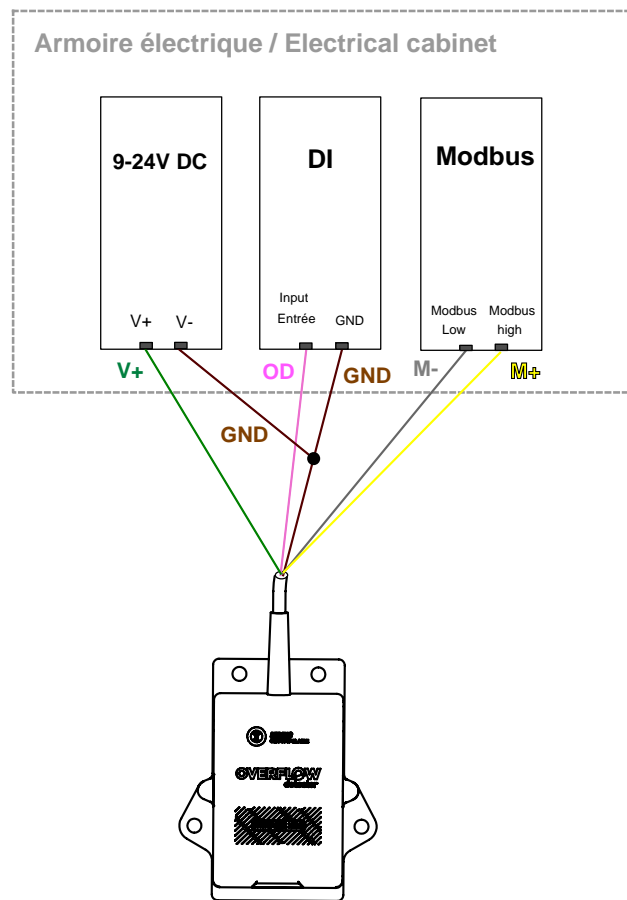 Armoire électrique / Electrical cabinet
9-24V DC
DI
Modbus
V+
V-
Input
Entrée
GND
Modbus
Low
Modbus
high
V+
OD
GND
M-
M+
GND
OVERFLOW
detector